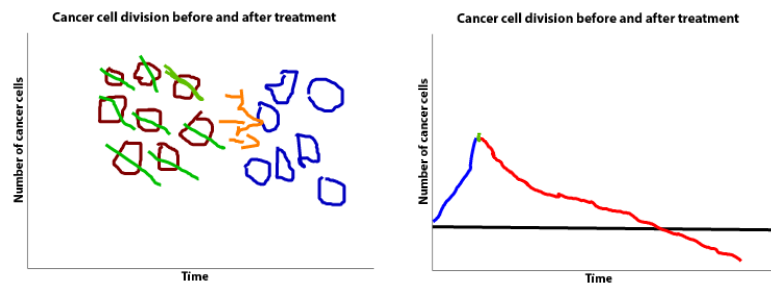 Cancer cell division before and after treatment
Number of cancer cells
Time
Cancer cell division before and after treatment
Number of cancer cells
Time